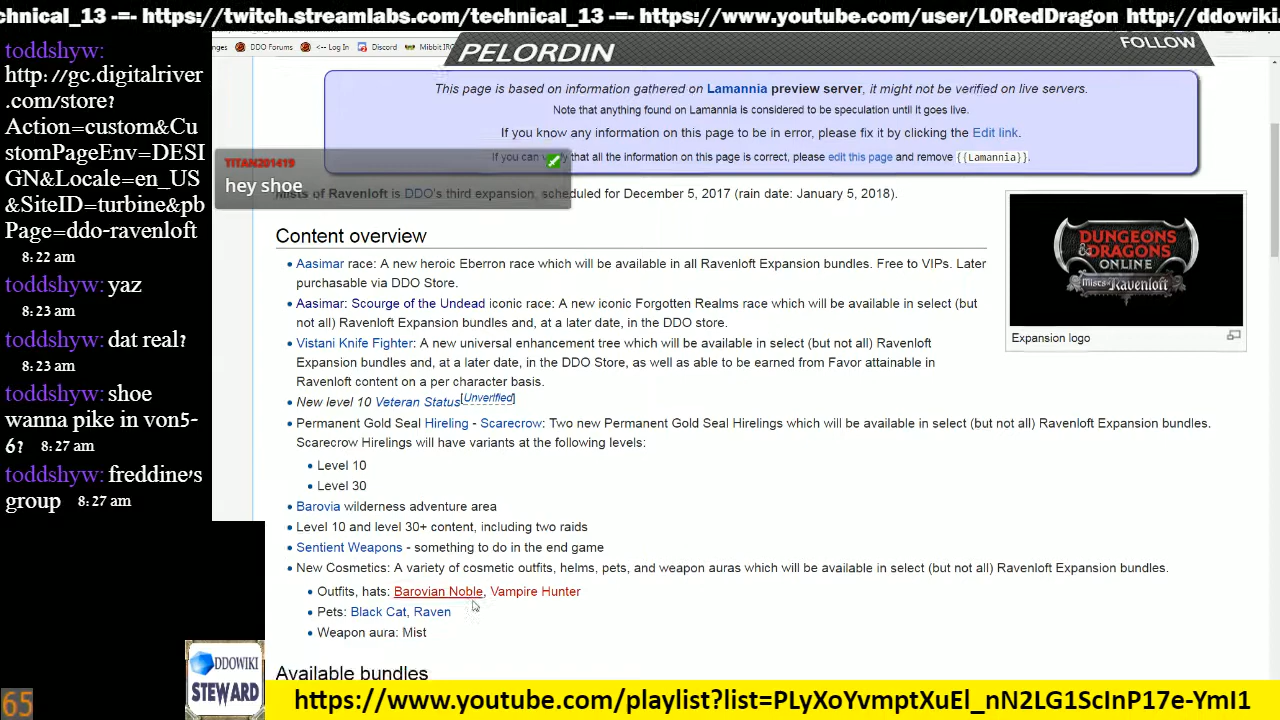 technical_13 -=- https://twitch.streamlabs.com/technical_13 -=- https://www.youtube.com/user/L0RedDragon http://ddowiki.
toddshyw:
http://gc.digitalriver
.com/store?
Action=custom&Cu
stomPageEnv=DESI
GN&Locale=en_US
&SiteID=turbine&pb
Page=ddo-ravenloft
8:22 am
toddshyw: yaz
8:23 am
toddshyw: dat real?
8:23 am
toddshyw: shoe
wanna pike in von5-
6? 8:27 am
toddshyw: freddine's
group 8:27 am
65
DDO Forums <-- Log In Discord
PELORDIN
FOLLOW
This page is based on information gathered on Lamannia preview server, it might not be verified on live servers.
Note that anything found on Lamannia is considered to be speculation until it goes live.
If you know any information on this page to be in error, please fix it by clicking the Edit link.
If you can verify that all the information on this page is correct, please edit this page and remove {{Lamannia}}.
TITAN201419
hey shoe
Mists of Ravenloft is DDO's third expansion, scheduled for December 5, 2017 (rain date: January 5, 2018).
DUNGEONS
& DRAGONS
ONLINE
Mists of Ravenloft
Expansion logo
Content overview
Aasimar race: A new non-iconic Eberron race which will be available in all Ravenloft Expansion bundles. Free to VIPs. Later
purchasable via DDO Store.
Aasimar: Scourge of the Undead iconic race: A new iconic Forgotten Realms race which will be available in select (but
not all) Ravenloft Expansion bundles and, at a later date, in the DDO store.
Vistani Knife Fighter: A new universal enhancement tree which will be available in select (but not all) Ravenloft
Expansion bundles and, at a later date, in the DDO Store, as well as able to be earned from Favor attainable in
Ravenloft content on a per character basis.
New level 10 Veteran Status[Unverified]
Permanent Gold Seal Hireling - Scarecrow: Two new Permanent Gold Seal Hirelings which will be available in select (but not all) Ravenloft Expansion bundles.
Scarecrow Hirelings will have variants at the following levels:
Level 10
Level 30
Barovia wilderness adventure area
Level 10 and level 30+ content, including two raids
Sentient Weapons - something to do in the end game
New Cosmetics: A variety of cosmetic outfits, helms, pets, and weapon auras which will be available in select (but not all) Ravenloft Expansion bundles.
Outfits, hats: Barovian Noble, Vampire Hunter
Pets: Black Cat, Raven
Weapon aura: Mist
Available bundles
DDOWIKI
STEWARD
https://www.youtube.com/playlist?list=PLyXoYvmptXuEl_nN2LG1ScInP17e-YmI1